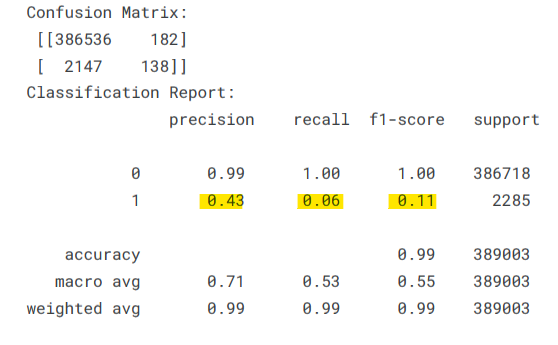 Confusion Matrix:
[[386536 182]
[ 2147 138]]
Classification Report:
precision recall f1-score support
0 0.99 1.00 1.00 386718
1 0.43 0.06 0.11 2285
accuracy 0.99 389003
macro avg 0.71 0.53 0.55 389003
weighted avg 0.99 0.99 0.99 389003